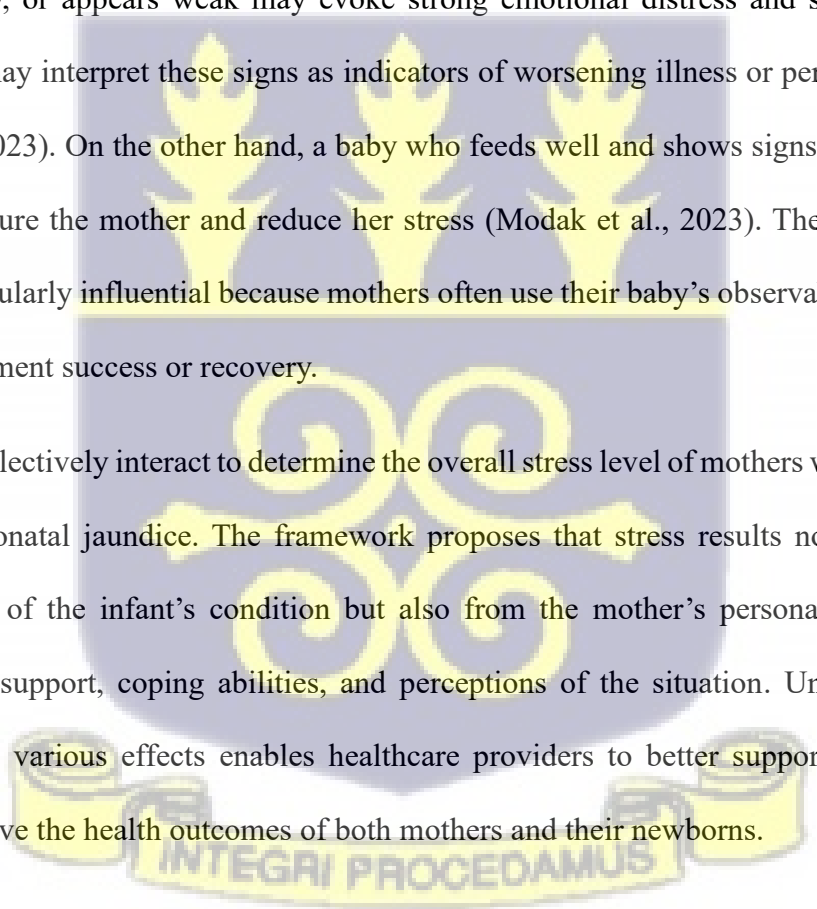 or appears weak may evoke strong emotional distress and s
ay interpret these signs as indicators of worsening illness or per
023). On the other hand, a baby who feeds well and shows signs
ure the mother and reduce her stress (Modak et al., 2023). The
ularly influential because mothers often use their baby’s observa
ment success or recovery.
llectively interact to determine the overall stress level of mothers w
onatal jaundice. The framework proposes that stress results no
of the infant’s condition but also from the mother’s persona
support, coping abilities, and perceptions of the situation. Un
various effects enables healthcare providers to better suppor
ve the health outcomes of both mothers and their newborns.
INTEGRI PROCEDAMUS